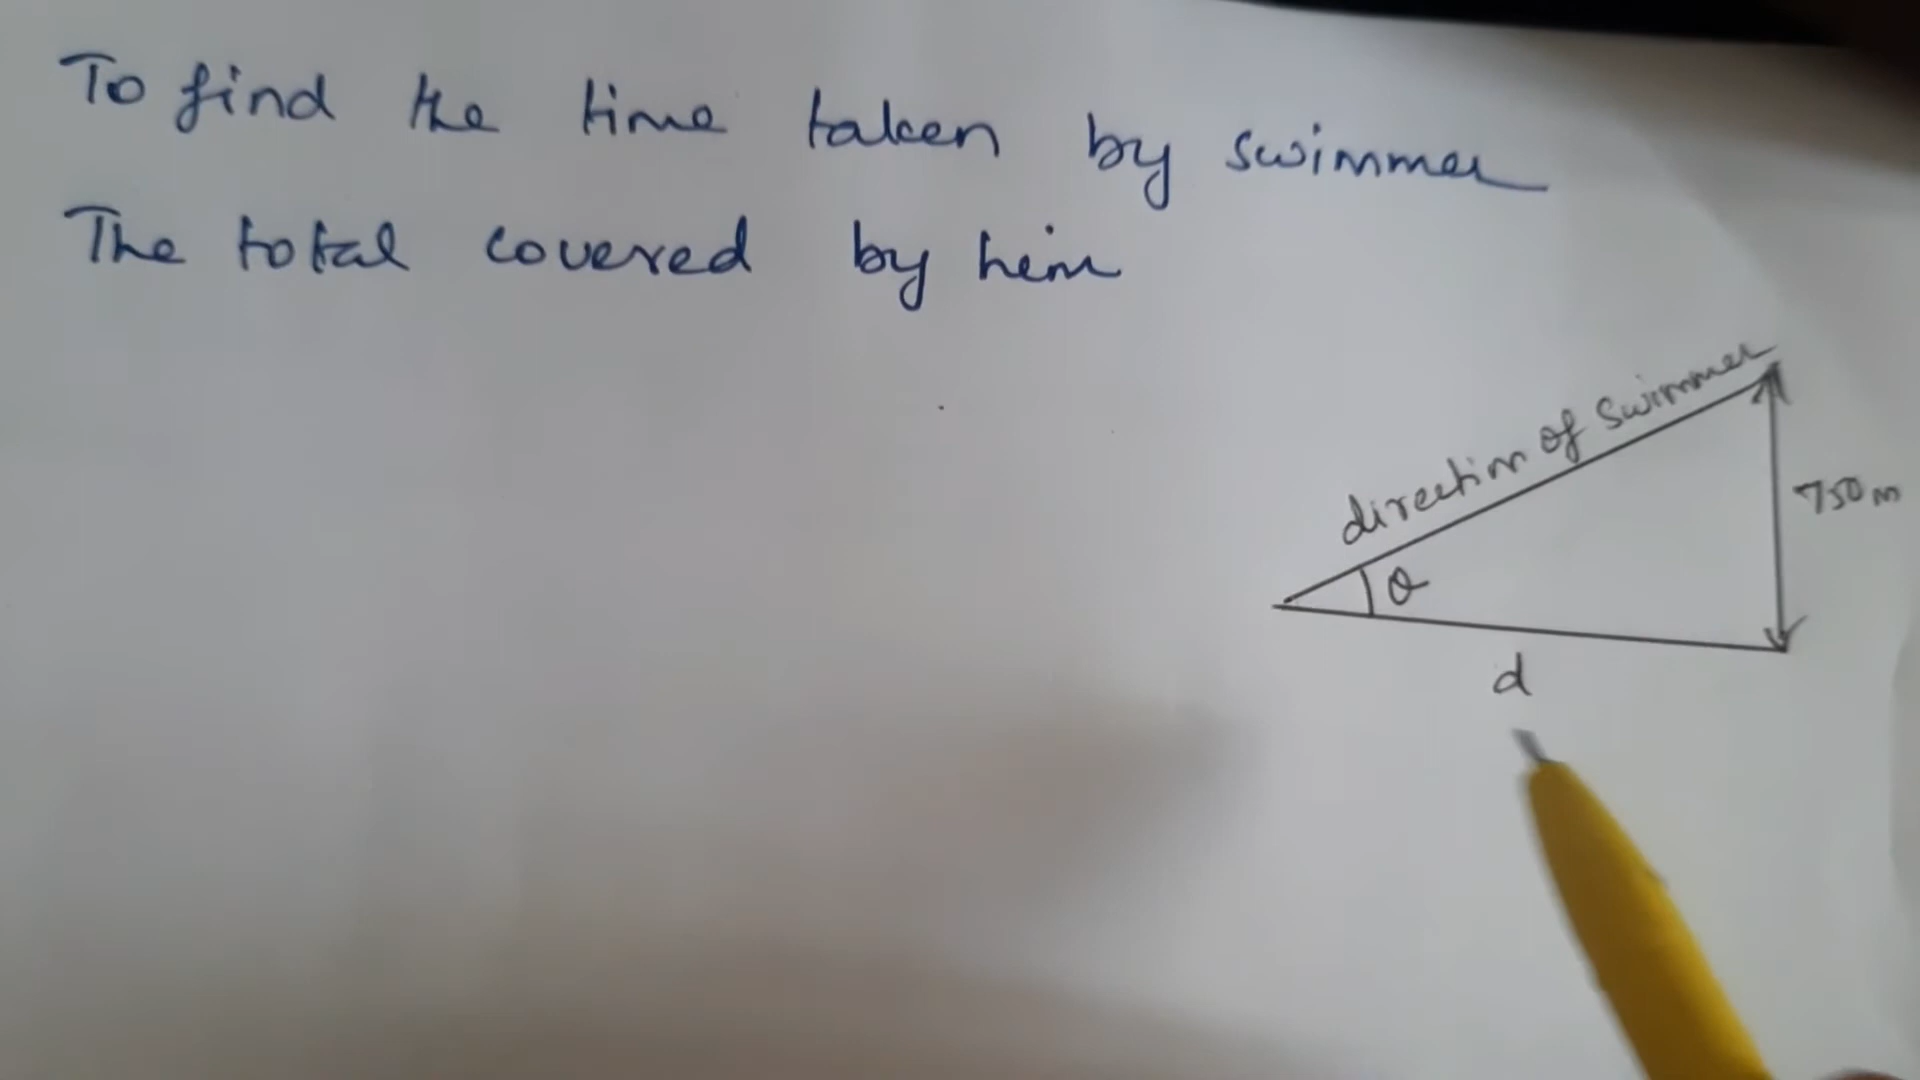 To find the time taken by swimmer
The total covered by him
direction of swimmer
750 m
θ
d